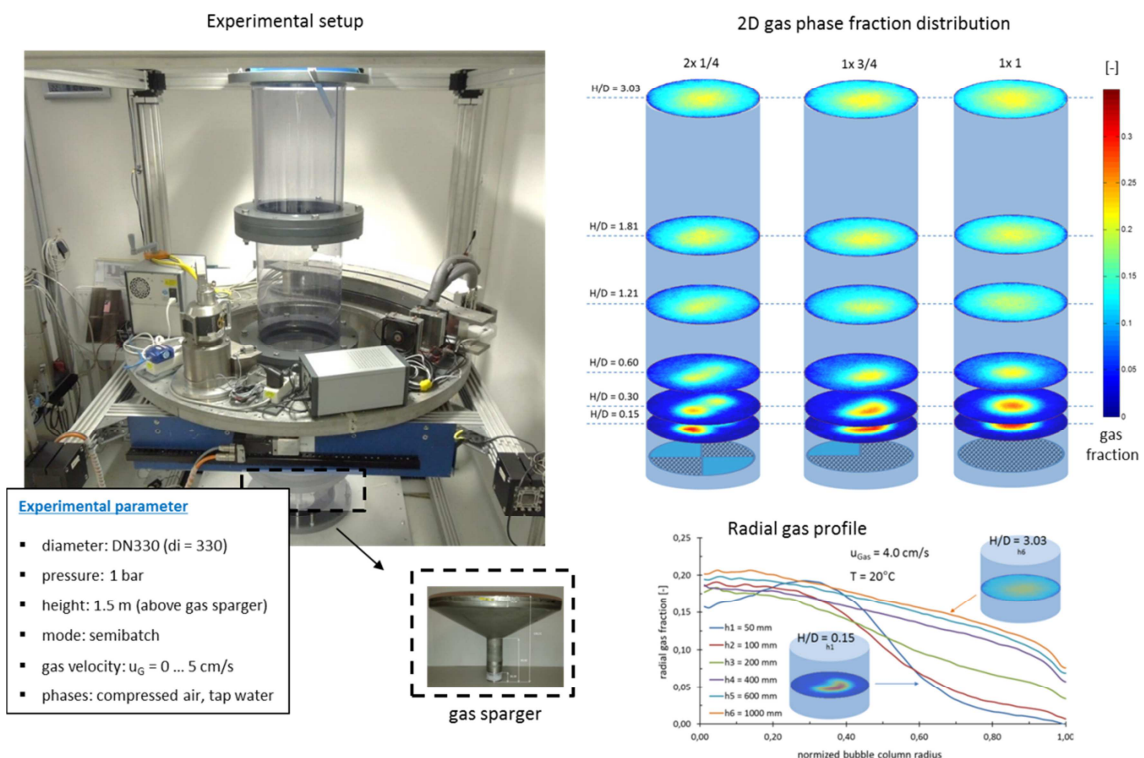 Experimental setup
Experimental parameter
▪ diameter: DN330 (di = 330)
▪ pressure: 1 bar
▪ height: 1.5 m (above gas sparger)
▪ mode: semibatch
▪ gas velocity: uG = 0 ... 5 cm/s
▪ phases: compressed air, tap water
gas sparger
2D gas phase fraction distribution
2x 1/4
1x 3/4
1x 1
[-]
H/D = 3.03
H/D = 1.81
H/D = 1.21
H/D = 0.60
H/D = 0.30
H/D = 0.15
0.3
0.25
0.2
0.15
0.1
0.05
0
gas
fraction
Radial gas profile
radial gas fraction [-]
0,25
0,20
0,15
0,10
0,05
0,00
uGas = 4.0 cm/s
T = 20°C
H/D = 3.03
h6
H/D = 0.15
h1
h1 = 50 mm
h2 = 100 mm
h3 = 200 mm
h4 = 400 mm
h5 = 600 mm
h6 = 1000 mm
0,00
0,20
0,40
0,60
0,80
1,00
normized bubble column radius